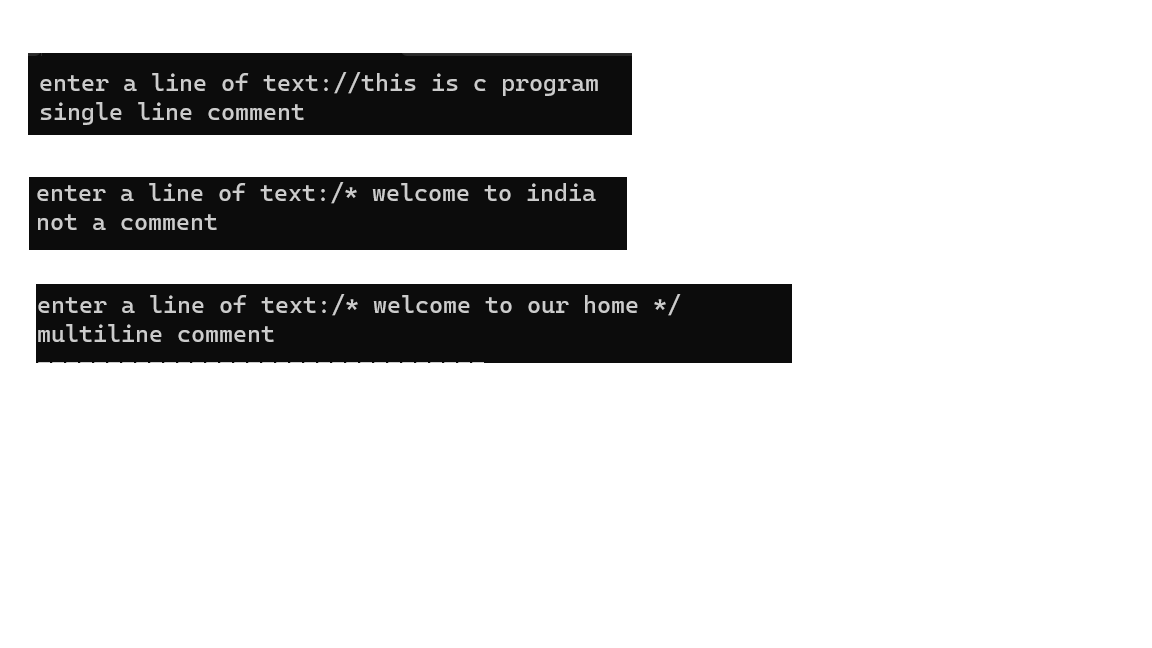 enter a line of text://this is c program
single line comment
enter a line of text:/* welcome to india
not a comment
enter a line of text:/* welcome to our home */
multiline comment